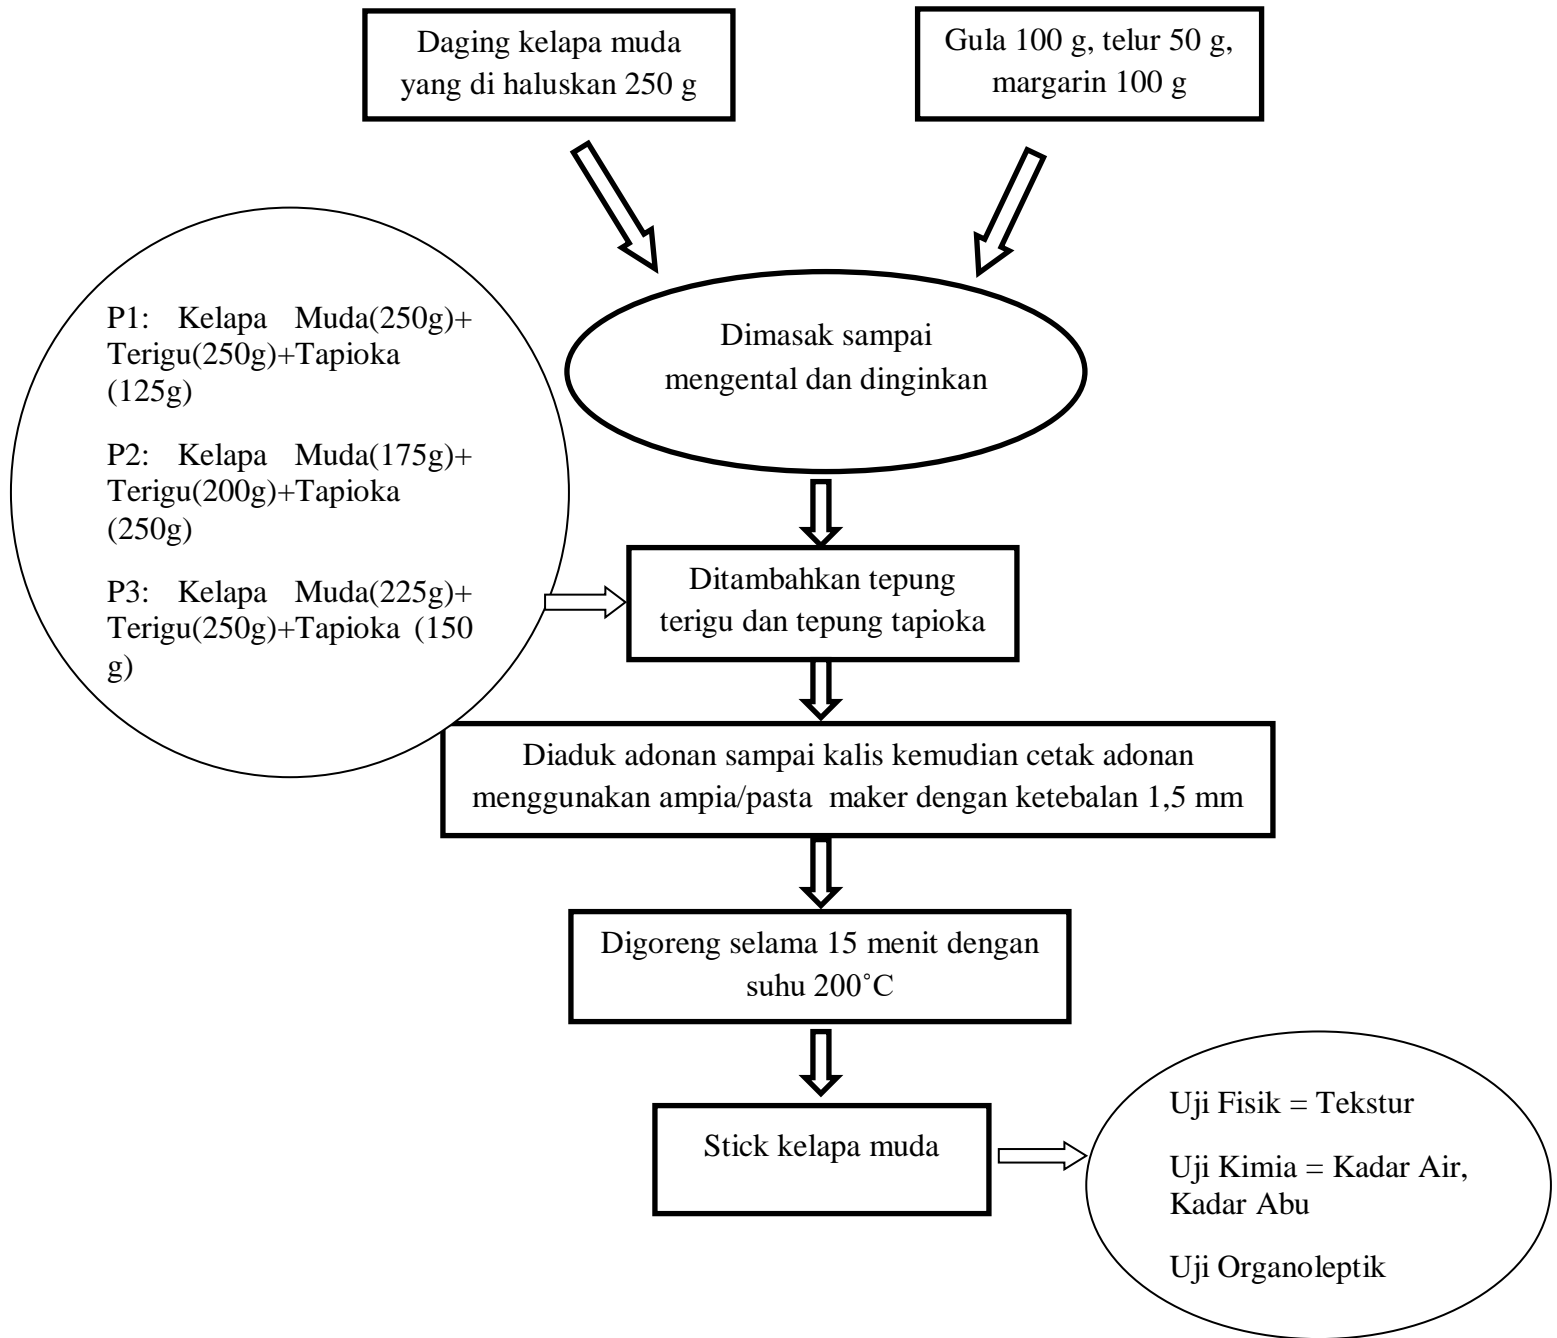 Daging kelapa muda
yang di haluskan 250 g
Gula 100 g, telur 50 g,
margarin 100 g
Dimasak sampai
mengental dan dinginkan
P1: Kelapa Muda(250g)+
Terigu(250g)+Tapioka
(125g)
P2: Kelapa Muda(175g)+
Terigu(200g)+Tapioka
(250g)
P3: Kelapa Muda(225g)+
Terigu(250g)+Tapioka (150
g)
Ditambahkan tepung
terigu dan tepung tapioka
Diaduk adonan sampai kalis kemudian cetak adonan
menggunakan ampia/pasta maker dengan ketebalan 1,5 mm
Digoreng selama 15 menit dengan
suhu 200˚C
Stick kelapa muda
Uji Fisik = Tekstur
Uji Kimia = Kadar Air,
Kadar Abu
Uji Organoleptik